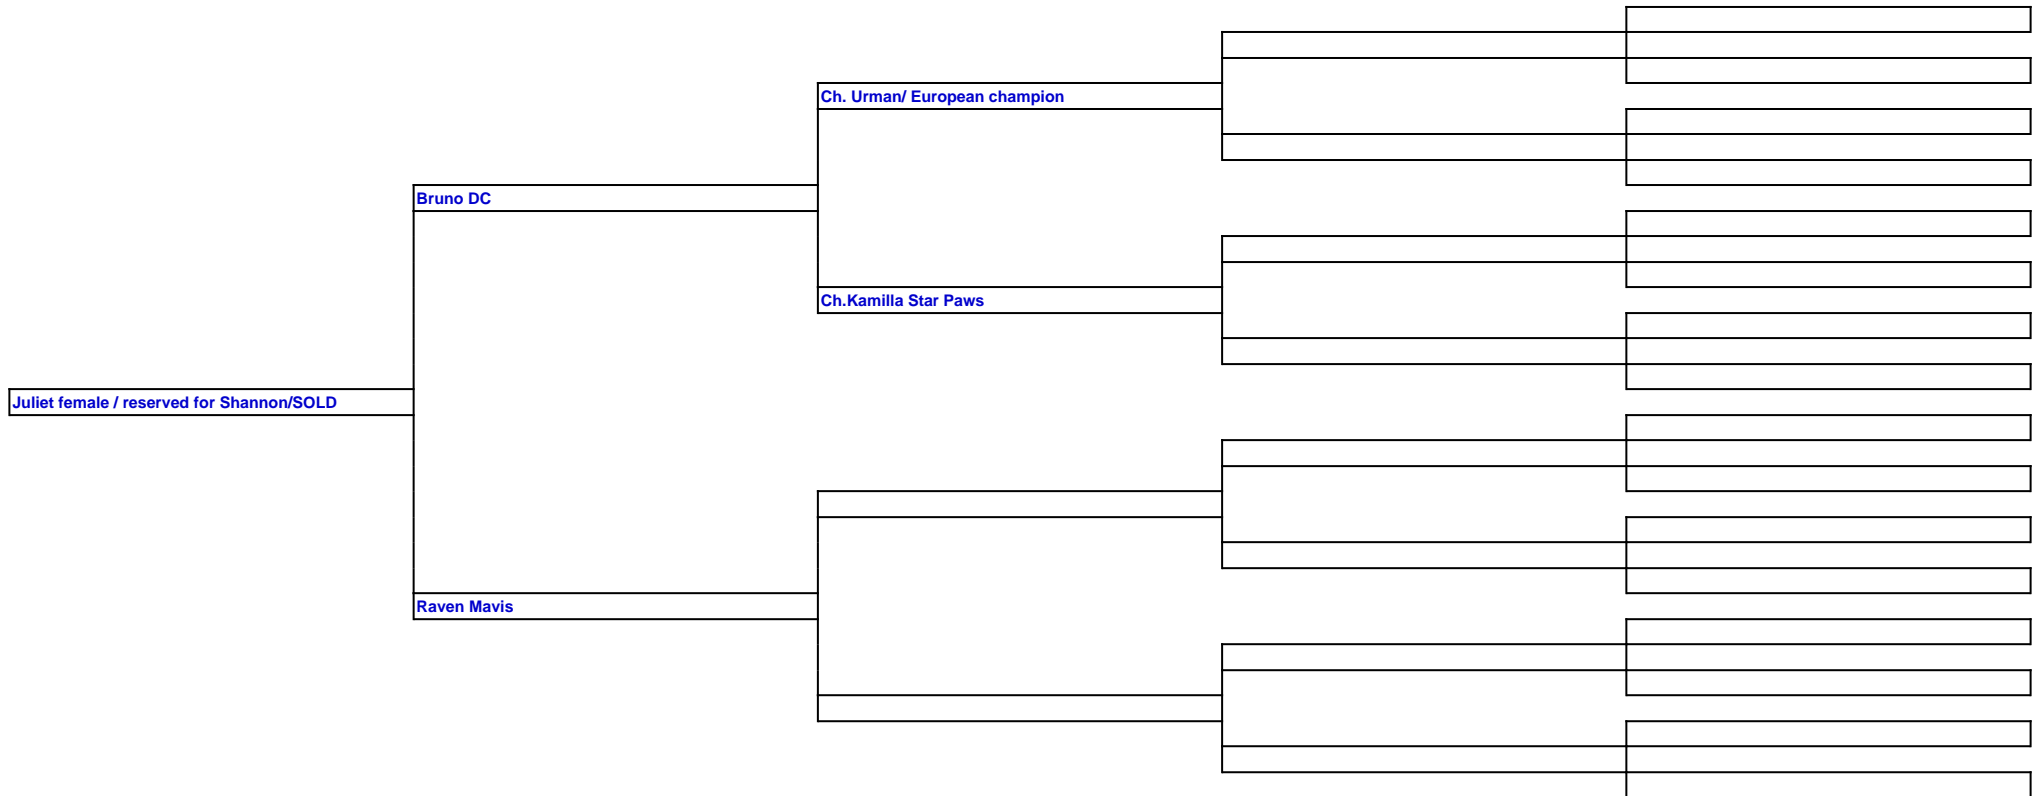 Ch. Urman/ European champion
Bruno DC
Ch.Kamilla Star Paws
Juliet female / reserved for Shannon/SOLD
Raven Mavis